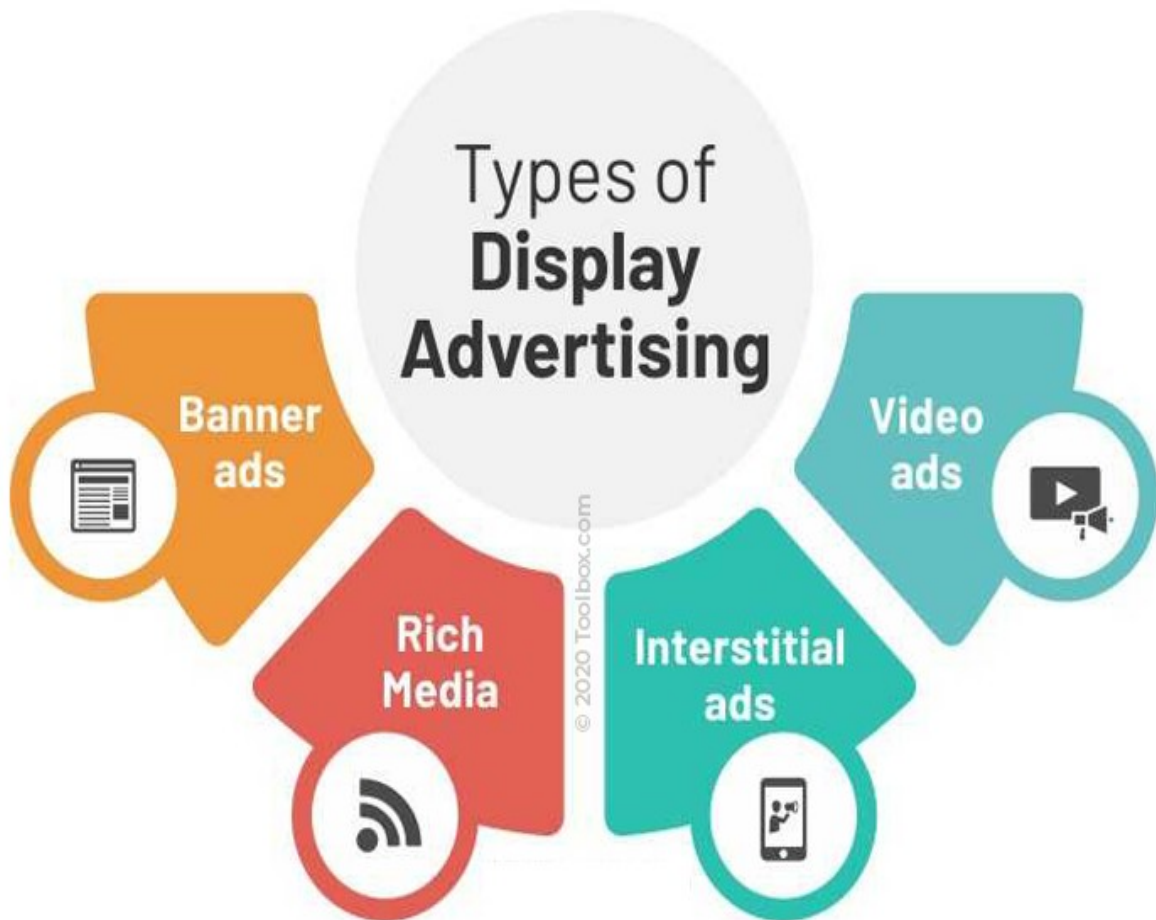 Types of
Display
Advertising
Banner
ads
Rich
Media
Interstitial
ads
Video
ads
© 2020 Toolbox.com